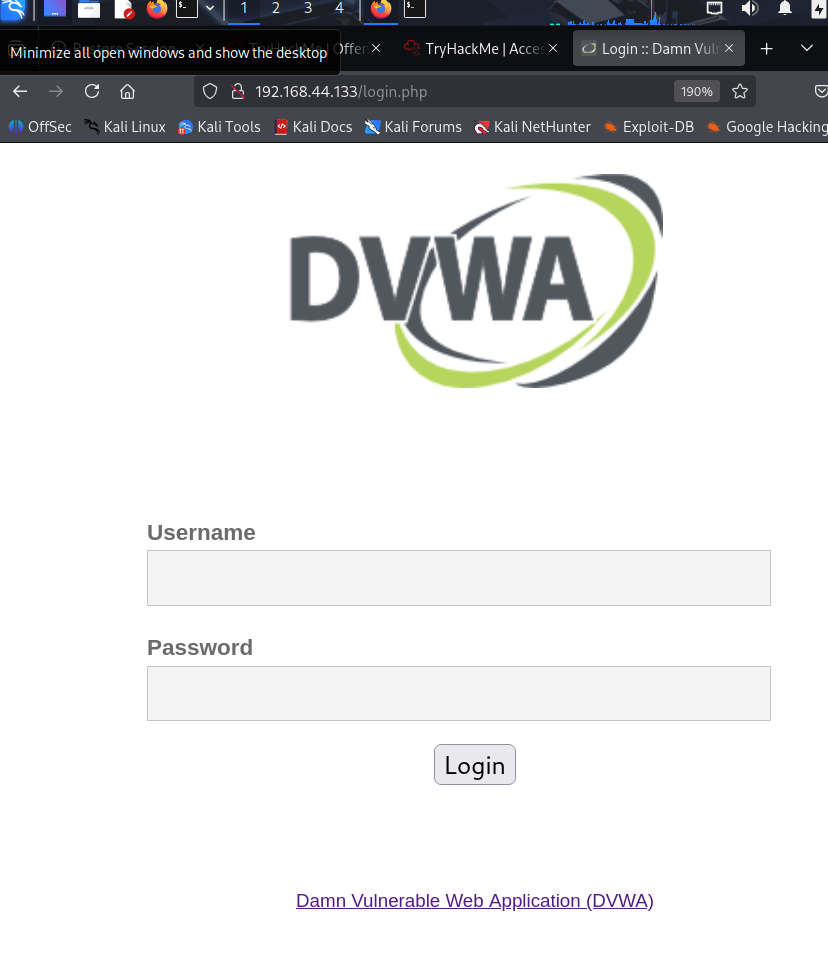 1 2 3 4
Minimize all open windows and show the desktop
Offen
TryHackMe | Acces
Login :: Damn Vuln
192.168.44.133/login.php
190%
OffSec
Kali Linux
Kali Tools
Kali Docs
Kali Forums
Kali NetHunter
Exploit-DB
Google Hacking
DVWA
Username
Password
Login
Damn Vulnerable Web Application (DVWA)